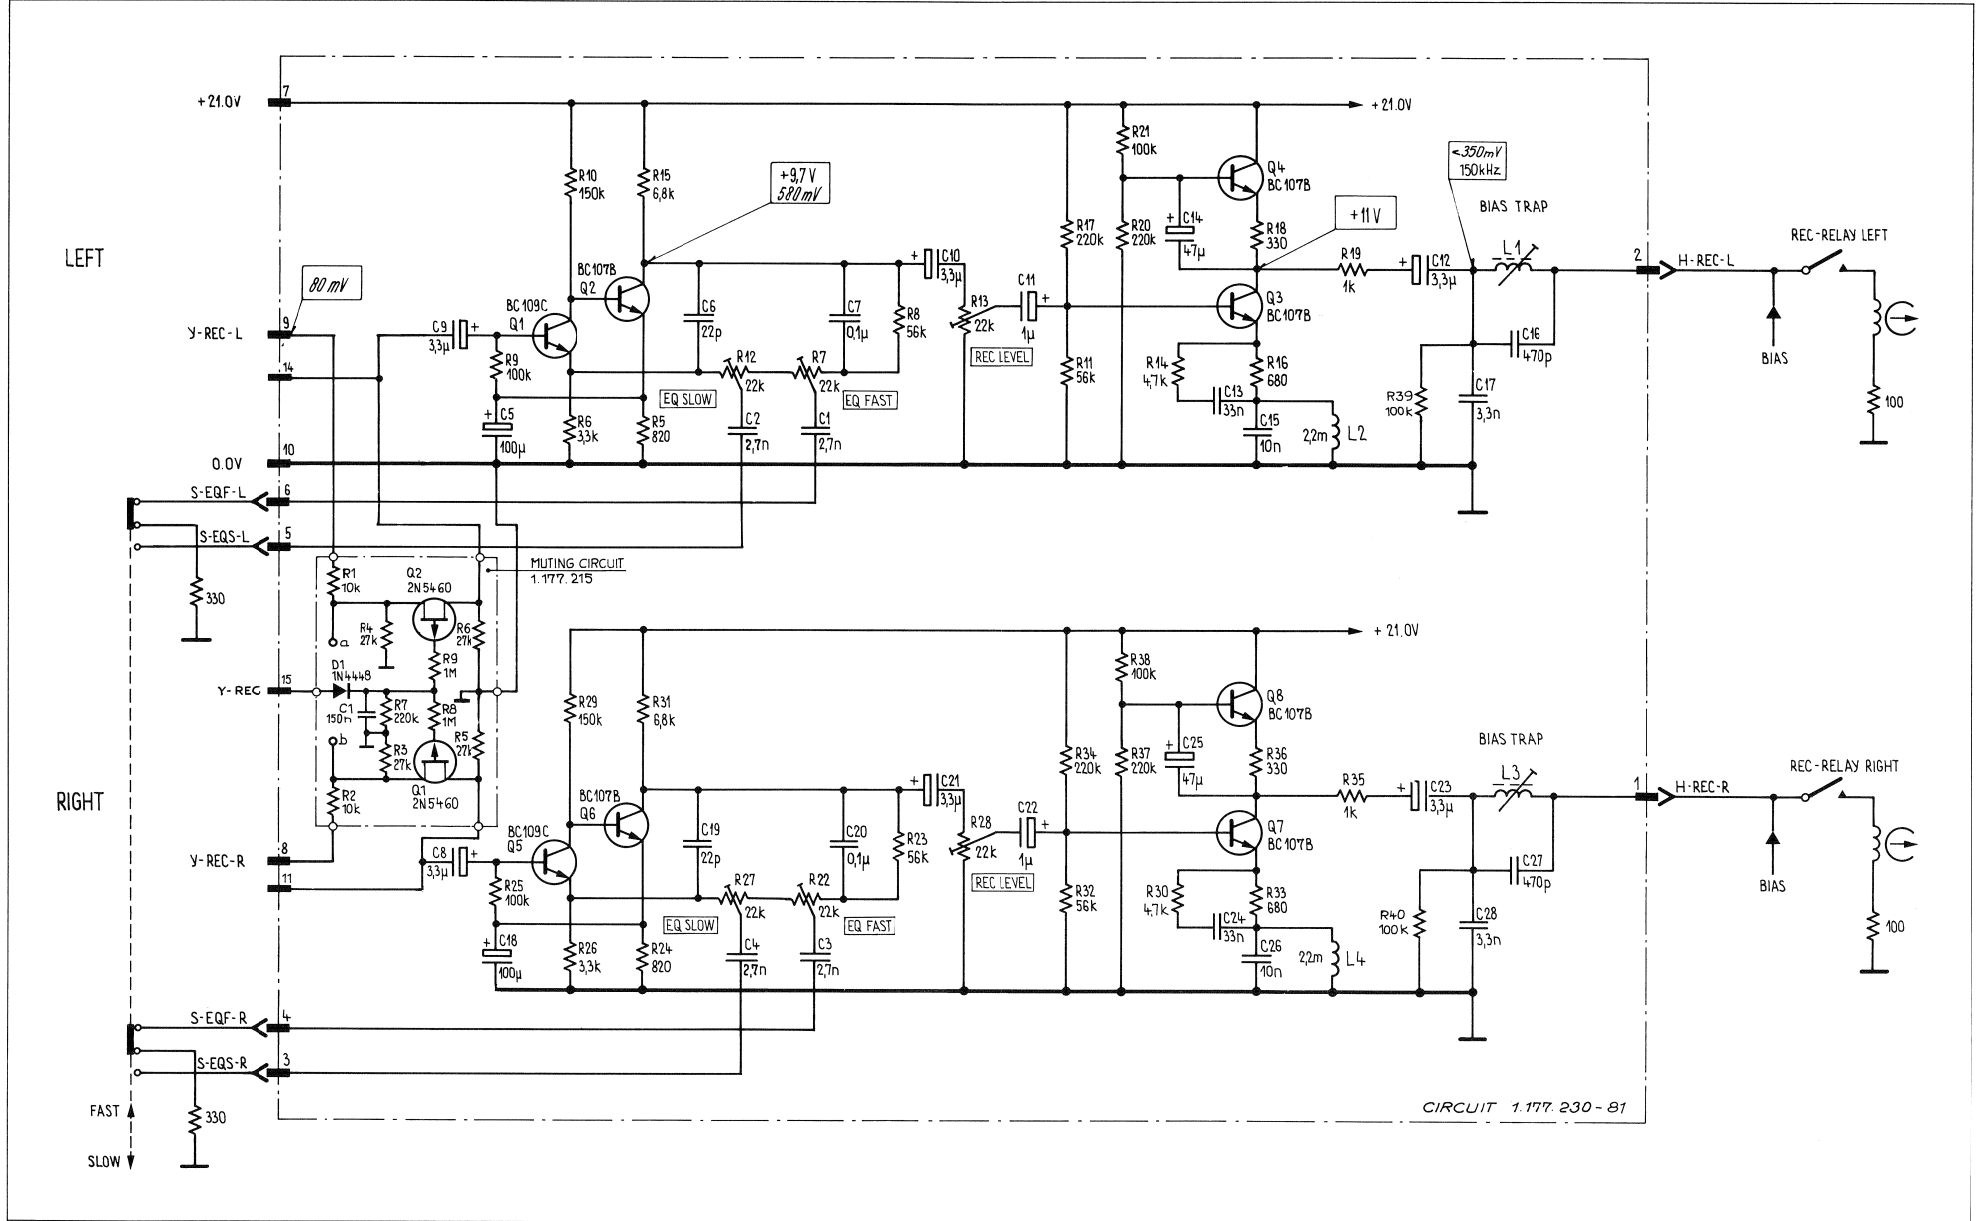 +21.0V
7
+21.0V
R10
150k
R15
6,8k
+9,7V
580mV
R21
100k
Q4
BC107B
<350mV
150kHz
BIAS TRAP
LEFT
R17
220k
R20
220k
C14
+
47µ
R18
330
+11V
R19
1k
+
C12
3,3µ
L1
2
H-REC-L
REC-RELAY LEFT
80mV
BC107B
Q2
BC109C
Q1
C6
22p
C7
0,1µ
R8
56k
+
C10
3,3µ
R13
22k
C11
+
1µ
REC LEVEL
Q3
BC107B
Y-REC-L
9
14
C9
+
3,3µ
R9
100k
R12
22k
R7
22k
R11
56k
R14
4,7k
R16
680
C16
470p
BIAS
EQ SLOW
EQ FAST
+
C5
100µ
R6
3,3k
R5
820
C2
2,7n
C1
2,7n
C13
33n
C15
10n
2,2m
L2
R39
100k
C17
3,3n
100
0.0V
10
S-EQF-L
6
S-EQS-L
5
330
MUTING CIRCUIT
1.177.215
R1
10k
Q2
2N5460
R4
27k
R6
27k
a
R9
1M
D1
1N4448
Y-REC
15
C1
150n
R7
220k
R8
1M
b
R3
27k
R5
27k
R2
10k
Q1
2N5460
RIGHT
+21.0V
R29
150k
R31
6,8k
R38
100k
Q8
BC107B
R34
220k
R37
220k
+
C25
47µ
R36
330
BIAS TRAP
L3
R35
1k
+
C23
3,3µ
1
H-REC-R
REC-RELAY RIGHT
BC107B
Q6
BC109C
Q5
C19
22p
C20
0,1µ
R23
56k
+
C21
3,3µ
R28
22k
C22
+
1µ
REC LEVEL
Q7
BC107B
Y-REC-R
8
11
C8
+
3,3µ
R25
100k
R27
22k
R22
22k
R32
56k
R30
4,7k
R33
680
C27
470p
BIAS
EQ SLOW
EQ FAST
+
C18
100µ
R26
3,3k
R24
820
C4
2,7n
C3
2,7n
C24
33n
C26
10n
2,2m
L4
R40
100k
C28
3,3n
100
S-EQF-R
4
S-EQS-R
3
FAST
330
SLOW
CIRCUIT 1.177.230-81